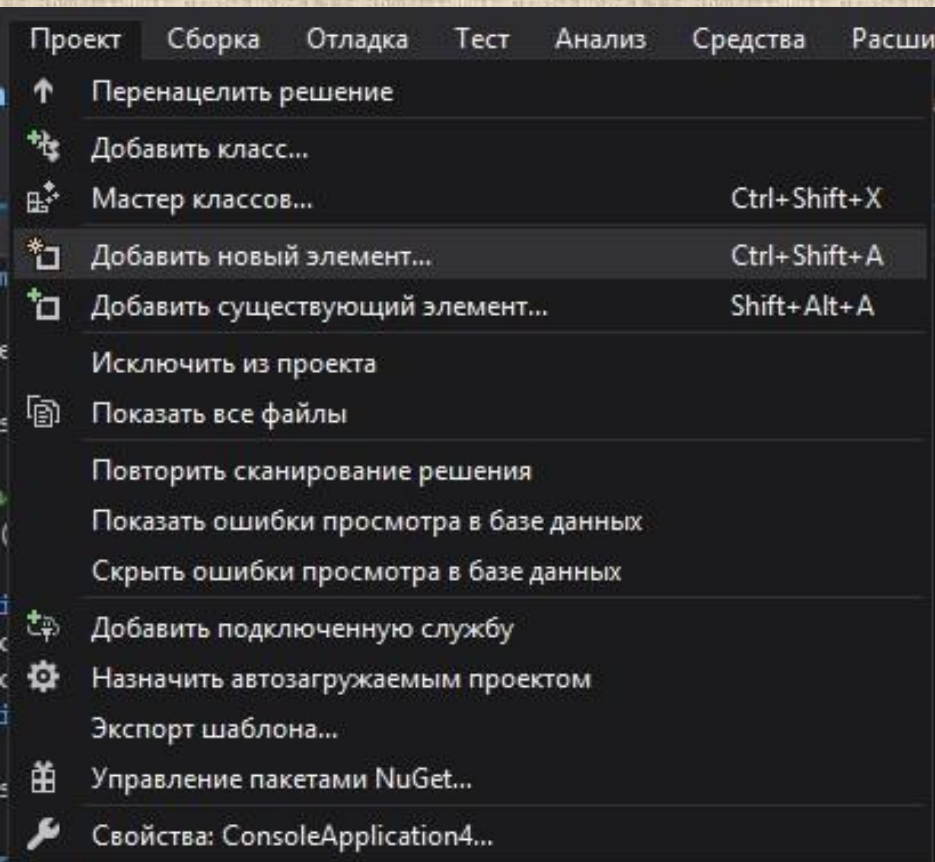 Проект Сборка Отладка Тест Анализ Средства Расши
Перенацелить решение
Добавить класс...
Мастер классов... Ctrl+Shift+X
Добавить новый элемент... Ctrl+Shift+A
Добавить существующий элемент... Shift+Alt+A
Исключить из проекта
Показать все файлы
Повторить сканирование решения
Показать ошибки просмотра в базе данных
Скрыть ошибки просмотра в базе данных
Добавить подключенную службу
Назначить автозагружаемым проектом
Экспорт шаблона...
Управление пакетами NuGet...
Свойства: ConsoleApplication4...